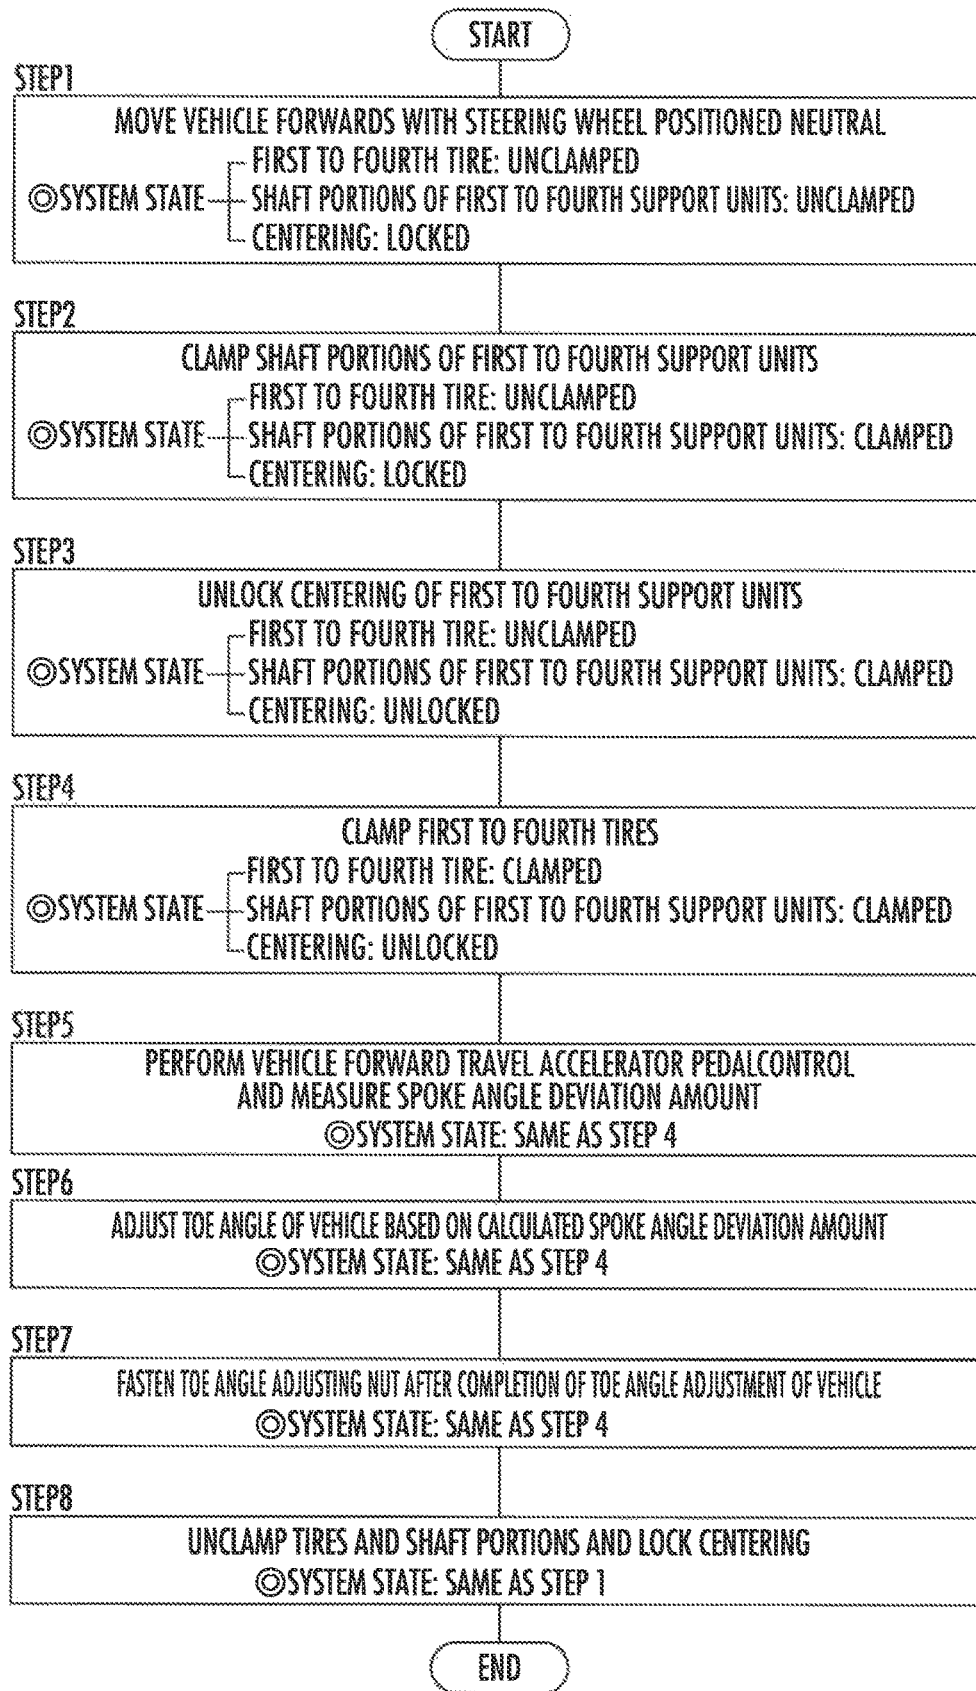 START
STEP1
MOVE VEHICLE FORWARDS WITH STEERING WHEEL POSITIONED NEUTRAL
FIRST TO FOURTH TIRE: UNCLAMPED
◎SYSTEM STATE SHAFT PORTIONS OF FIRST TO FOURTH SUPPORT UNITS: UNCLAMPED
CENTERING: LOCKED
STEP2
CLAMP SHAFT PORTIONS OF FIRST TO FOURTH SUPPORT UNITS
FIRST TO FOURTH TIRE: UNCLAMPED
◎SYSTEM STATE SHAFT PORTIONS OF FIRST TO FOURTH SUPPORT UNITS: CLAMPED
CENTERING: LOCKED
STEP3
UNLOCK CENTERING OF FIRST TO FOURTH SUPPORT UNITS
FIRST TO FOURTH TIRE: UNCLAMPED
◎SYSTEM STATE SHAFT PORTIONS OF FIRST TO FOURTH SUPPORT UNITS: CLAMPED
CENTERING: UNLOCKED
STEP4
CLAMP FIRST TO FOURTH TIRES
FIRST TO FOURTH TIRE: CLAMPED
◎SYSTEM STATE SHAFT PORTIONS OF FIRST TO FOURTH SUPPORT UNITS: CLAMPED
CENTERING: UNLOCKED
STEP5
PERFORM VEHICLE FORWARD TRAVEL ACCELERATOR PEDALCONTROL
AND MEASURE SPOKE ANGLE DEVIATION AMOUNT
◎SYSTEM STATE: SAME AS STEP 4
STEP6
ADJUST TOE ANGLE OF VEHICLE BASED ON CALCULATED SPOKE ANGLE DEVIATION AMOUNT
◎SYSTEM STATE: SAME AS STEP 4
STEP7
FASTEN TOE ANGLE ADJUSTING NUT AFTER COMPLETION OF TOE ANGLE ADJUSTMENT OF VEHICLE
◎SYSTEM STATE: SAME AS STEP 4
STEP8
UNCLAMP TIRES AND SHAFT PORTIONS AND LOCK CENTERING
◎SYSTEM STATE: SAME AS STEP 1
END